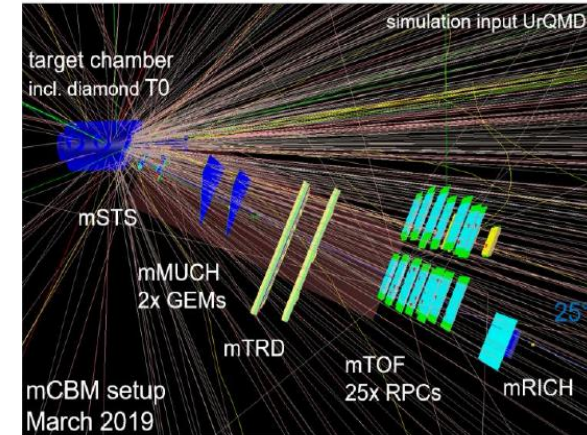 simulation input UrQMD
target chamber
incl. diamond T0
mSTS
mMUCH
2x GEMs
mTRD
mTOF
25x RPCs
mRICH
25°
mCBM setup
March 2019